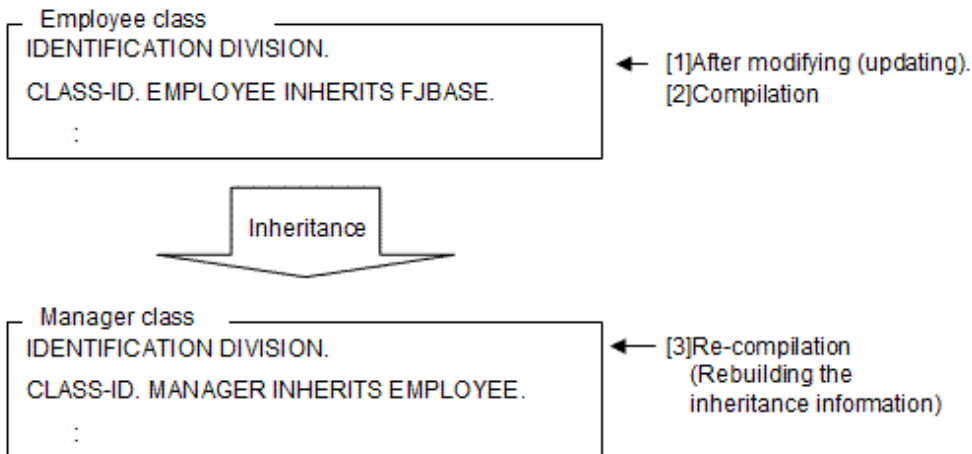 Employee class
IDENTIFICATION DIVISION.
CLASS-ID. EMPLOYEE INHERITS FJBASE.
:
[1]After modifying (updating).
[2]Compilation
Inheritance
Manager class
IDENTIFICATION DIVISION.
CLASS-ID. MANAGER INHERITS EMPLOYEE.
:
[3]Re-compilation
(Rebuilding the
inheritance information)